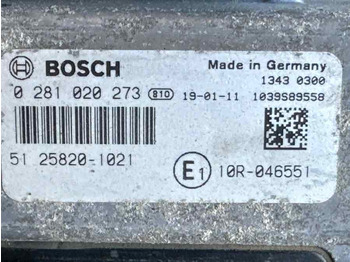 BOSCH
Made in Germany
1343 0300
0 281 020 273 810 19-01-11 1039S89558
51 25820-1021
E1 10R-046551